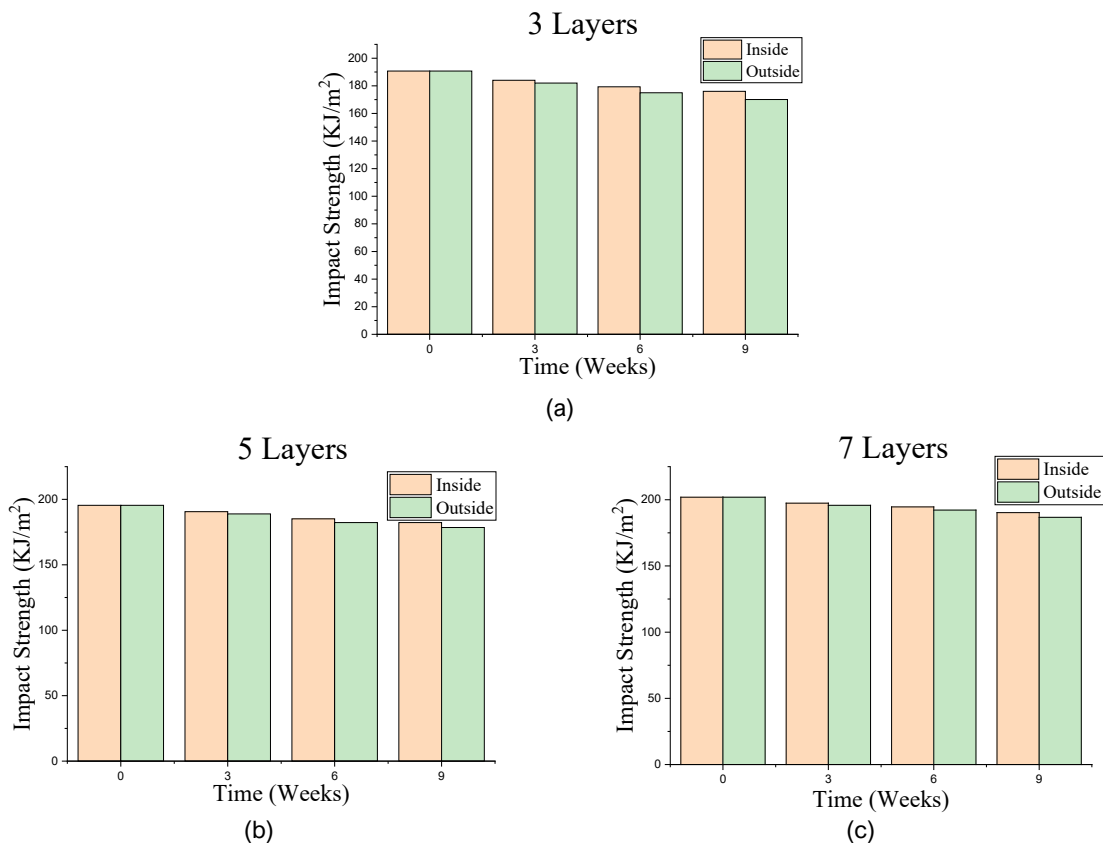 3 Layers
Inside
Outside
200
180
160
140
120
100
80
60
40
20
0
Impact Strength (KJ/m²)
0 3 6 9
Time (Weeks)
(a)
5 Layers
Inside
Outside
200
150
100
50
0
Impact Strength (KJ/m²)
0 3 6 9
Time (Weeks)
(b)
7 Layers
Inside
Outside
200
150
100
50
0
Impact Strength (KJ/m²)
0 3 6 9
Time (Weeks)
(c)